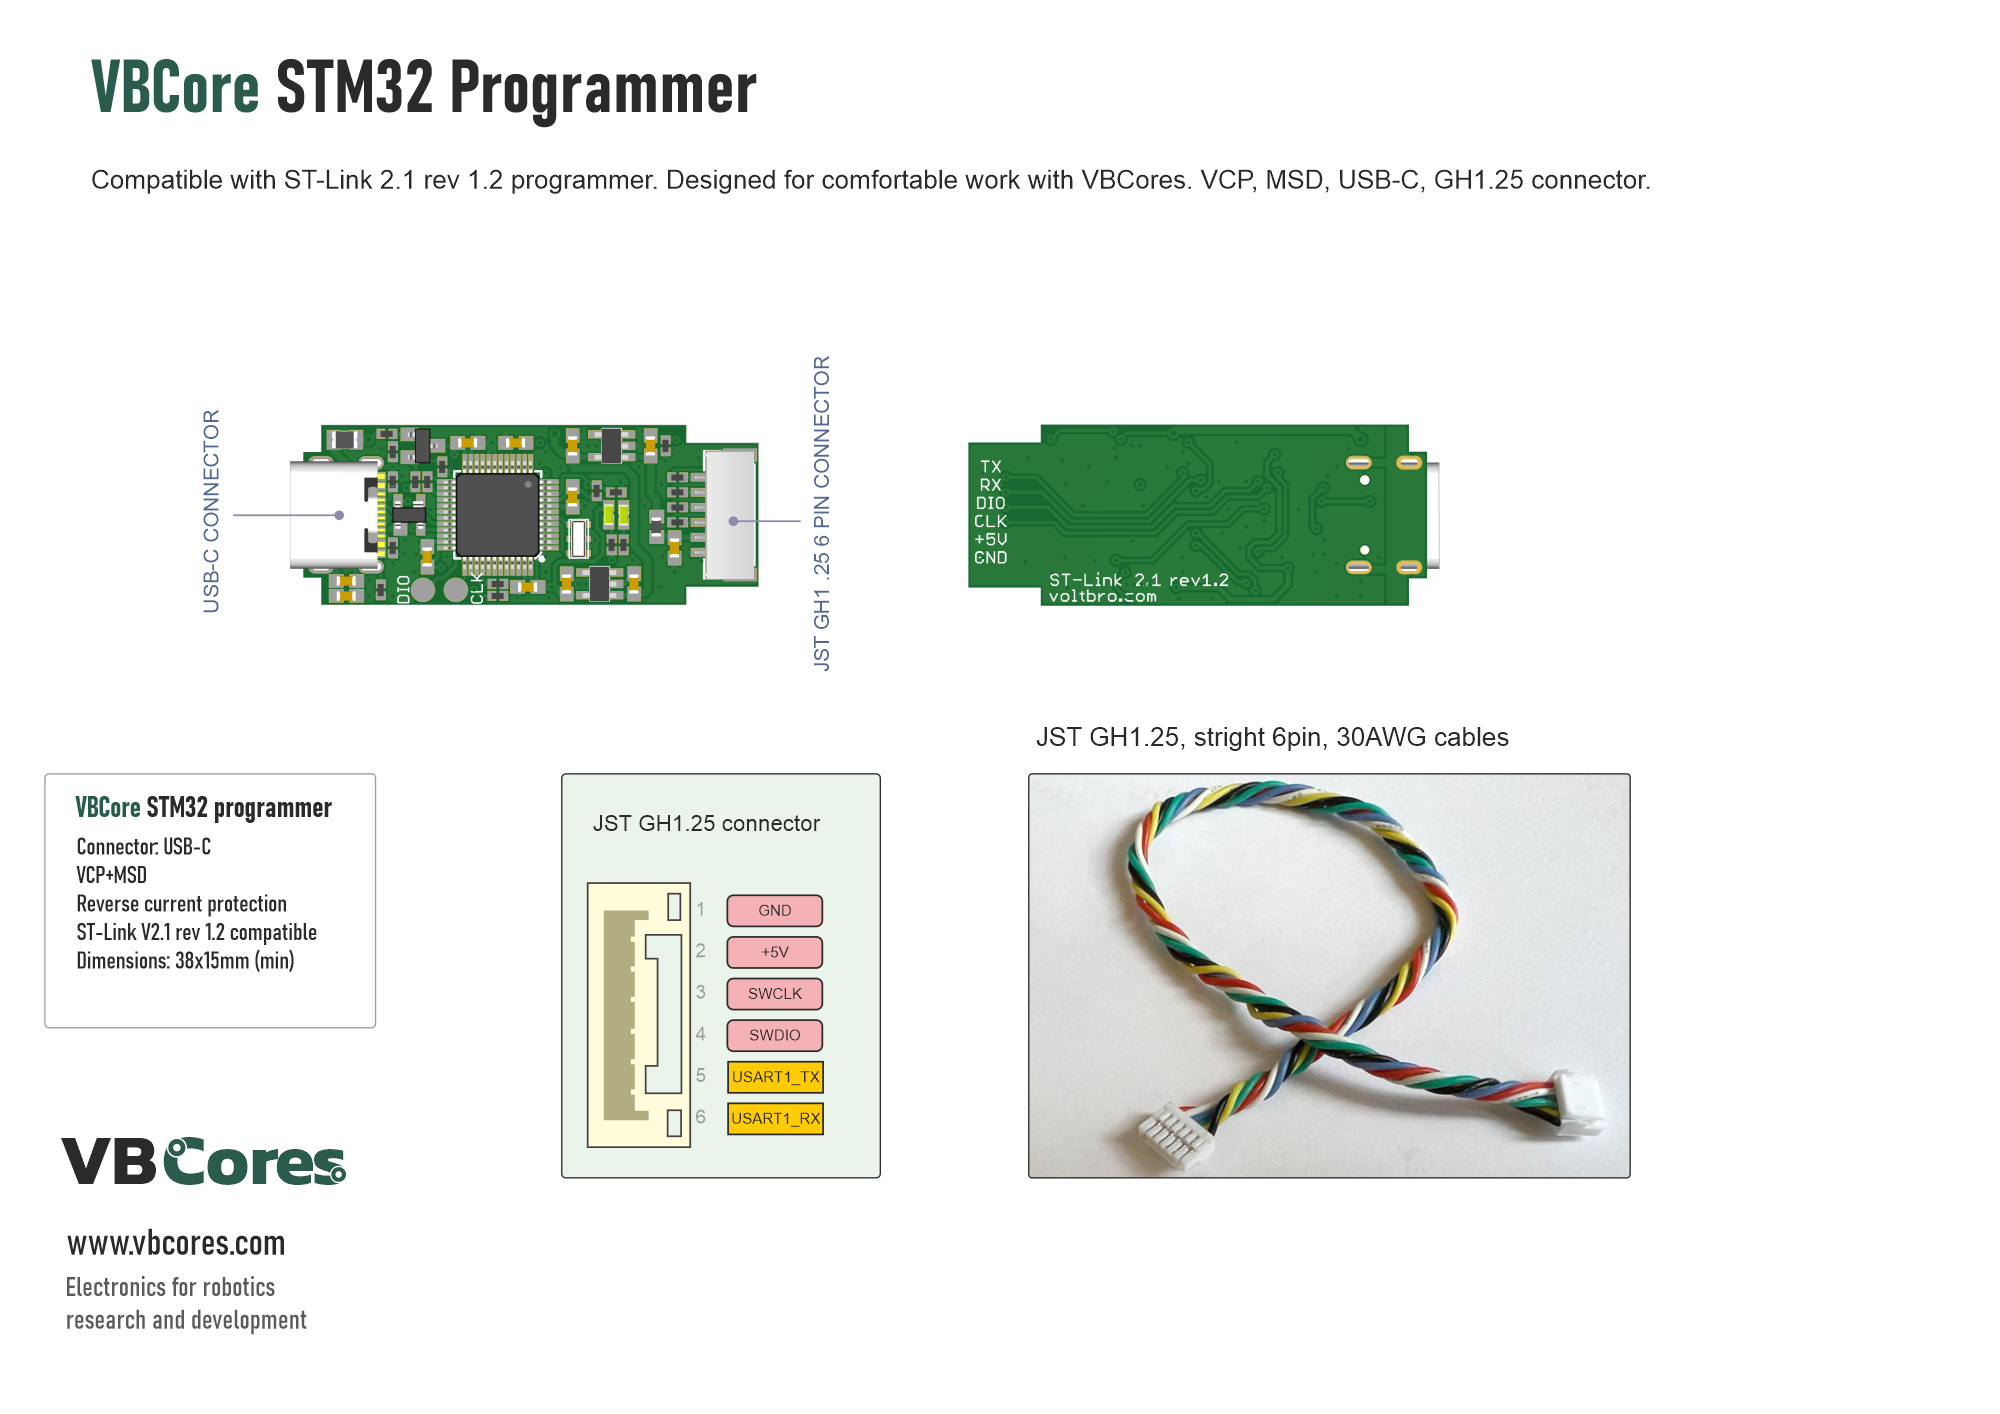 VBCore STM32 Programmer
Compatible with ST-Link 2.1 rev 1.2 programmer. Designed for comfortable work with VBCores. VCP, MSD, USB-C, GH1.25 connector.
USB-C CONNECTOR
DIO
CLK
JST GH1 .25 6 PIN CONNECTOR
TX
RX
DIO
CLK
+5V
GND
ST-Link 2.1 rev1.2
voltbro.com
VBCore STM32 programmer
Connector: USB-C
VCP+MSD
Reverse current protection
ST-Link V2.1 rev 1.2 compatible
Dimensions: 38x15mm (min)
JST GH1.25 connector
1 GND
2 +5V
3 SWCLK
4 SWDIO
5 USART1_TX
6 USART1_RX
JST GH1.25, stright 6pin, 30AWG cables
VBCores
www.vbcores.com
Electronics for robotics
research and development